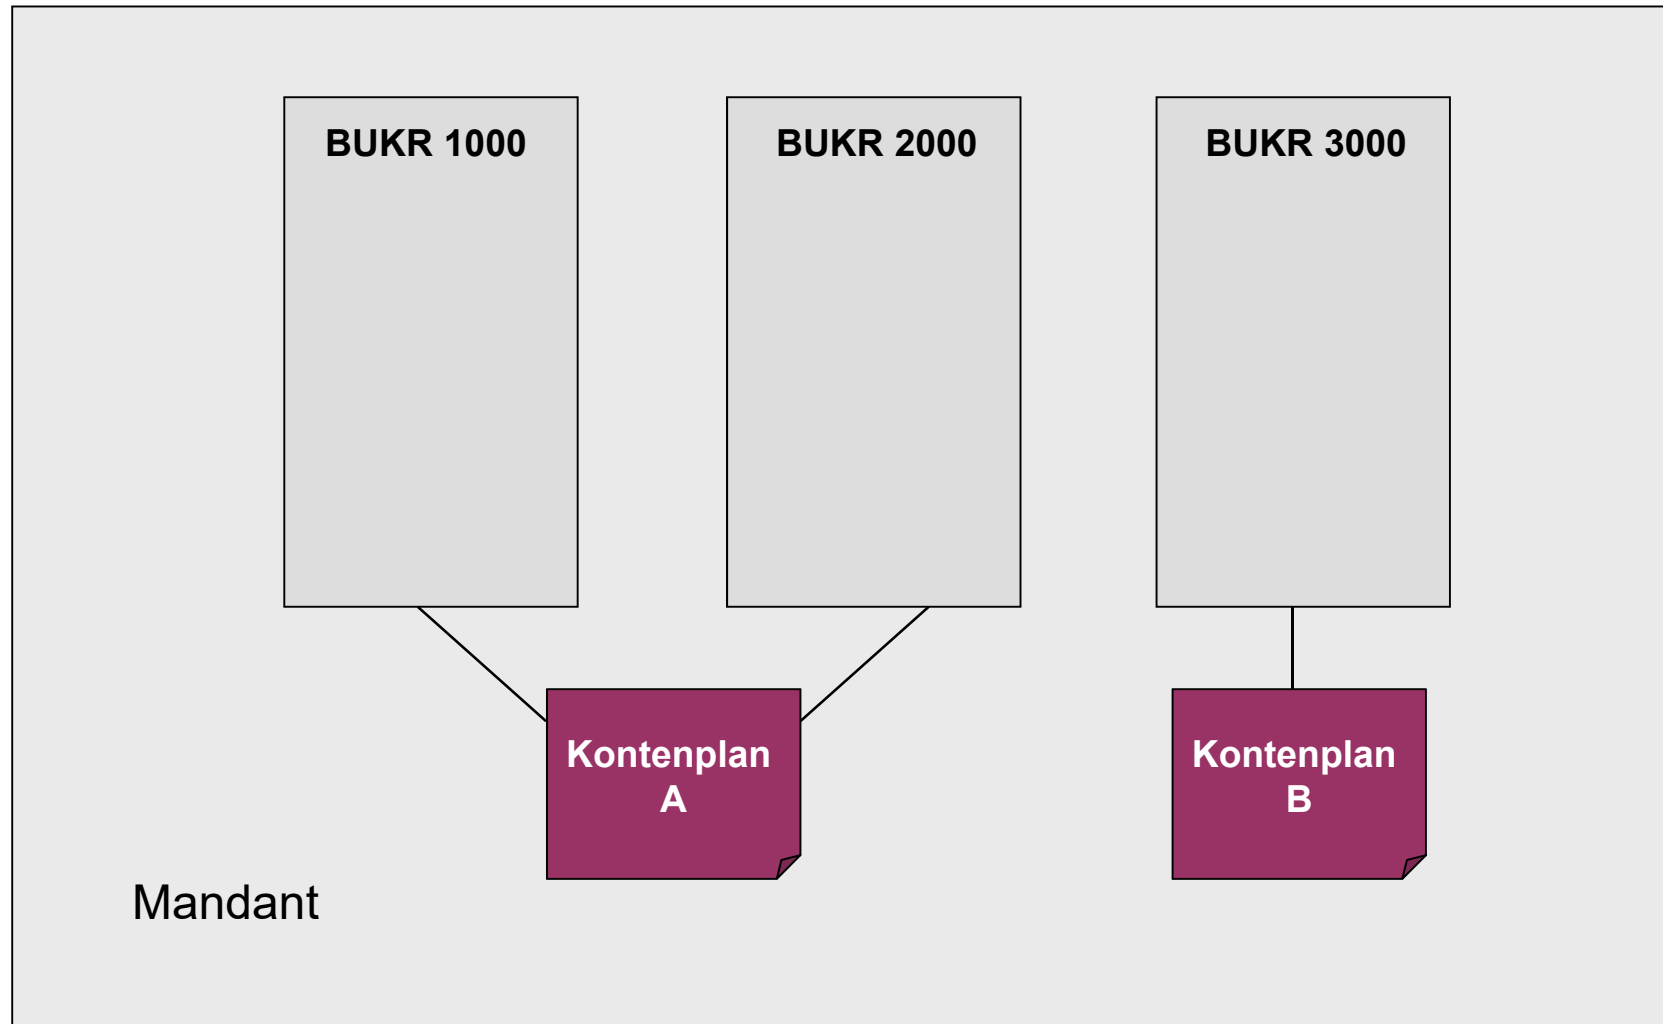 BUKR 1000
BUKR 2000
BUKR 3000
Kontenplan
A
Kontenplan
B
Mandant